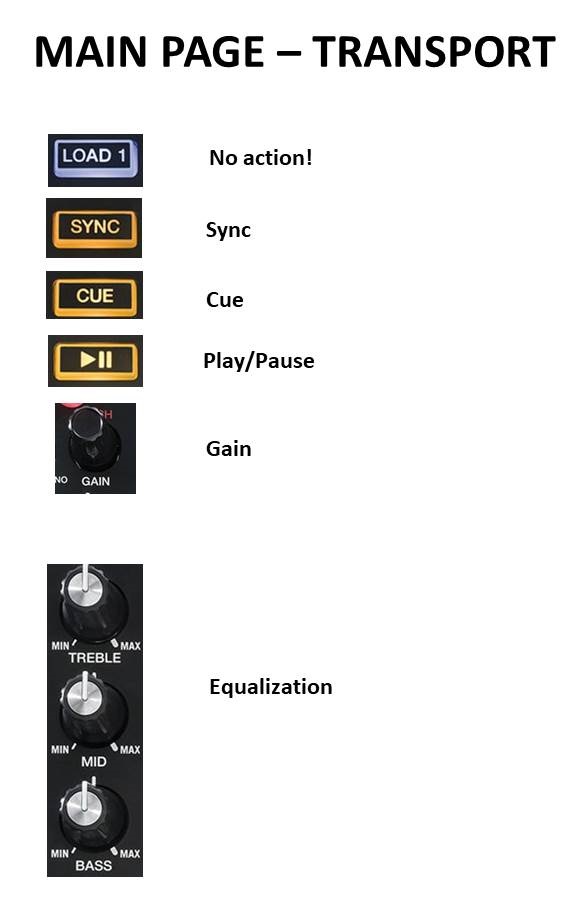 MAIN PAGE – TRANSPORT
LOAD 1 No action!
SYNC Sync
CUE Cue
Play/Pause
Gain
NO GAIN
MIN MAX
TREBLE
Equalization
MIN MAX
MID
MIN MAX
BASS